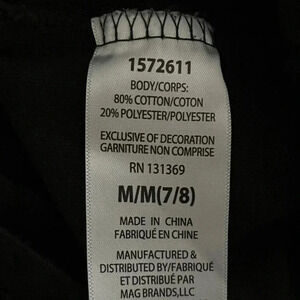 1572611
BODY/CORPS:
80% COTTON/COTON
20% POLYESTER/POLYESTER
EXCLUSIVE OF DECORATION
GARNITURE NON COMPRISE
RN 131369
M/M(7/8)
MADE IN CHINA
FABRIQUÉ EN CHINE
MANUFACTURED &
DISTRIBUTED BY/FABRIQUÉ
ET DISTRIBUÉ PAR
MAG BRANDS,LLC